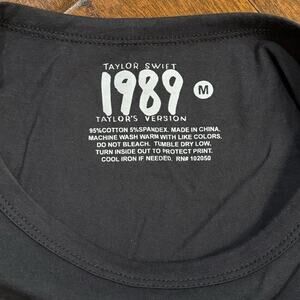 TAYLOR SWIFT
1989 M
TAYLOR'S VERSION
95%COTTON 5%SPANDEX. MADE IN CHINA.
MACHINE WASH WARM WITH LIKE COLORS.
DO NOT BLEACH. TUMBLE DRY LOW.
TURN INSIDE OUT TO PROTECT PRINT.
COOL IRON IF NEEDED. RN# 102050